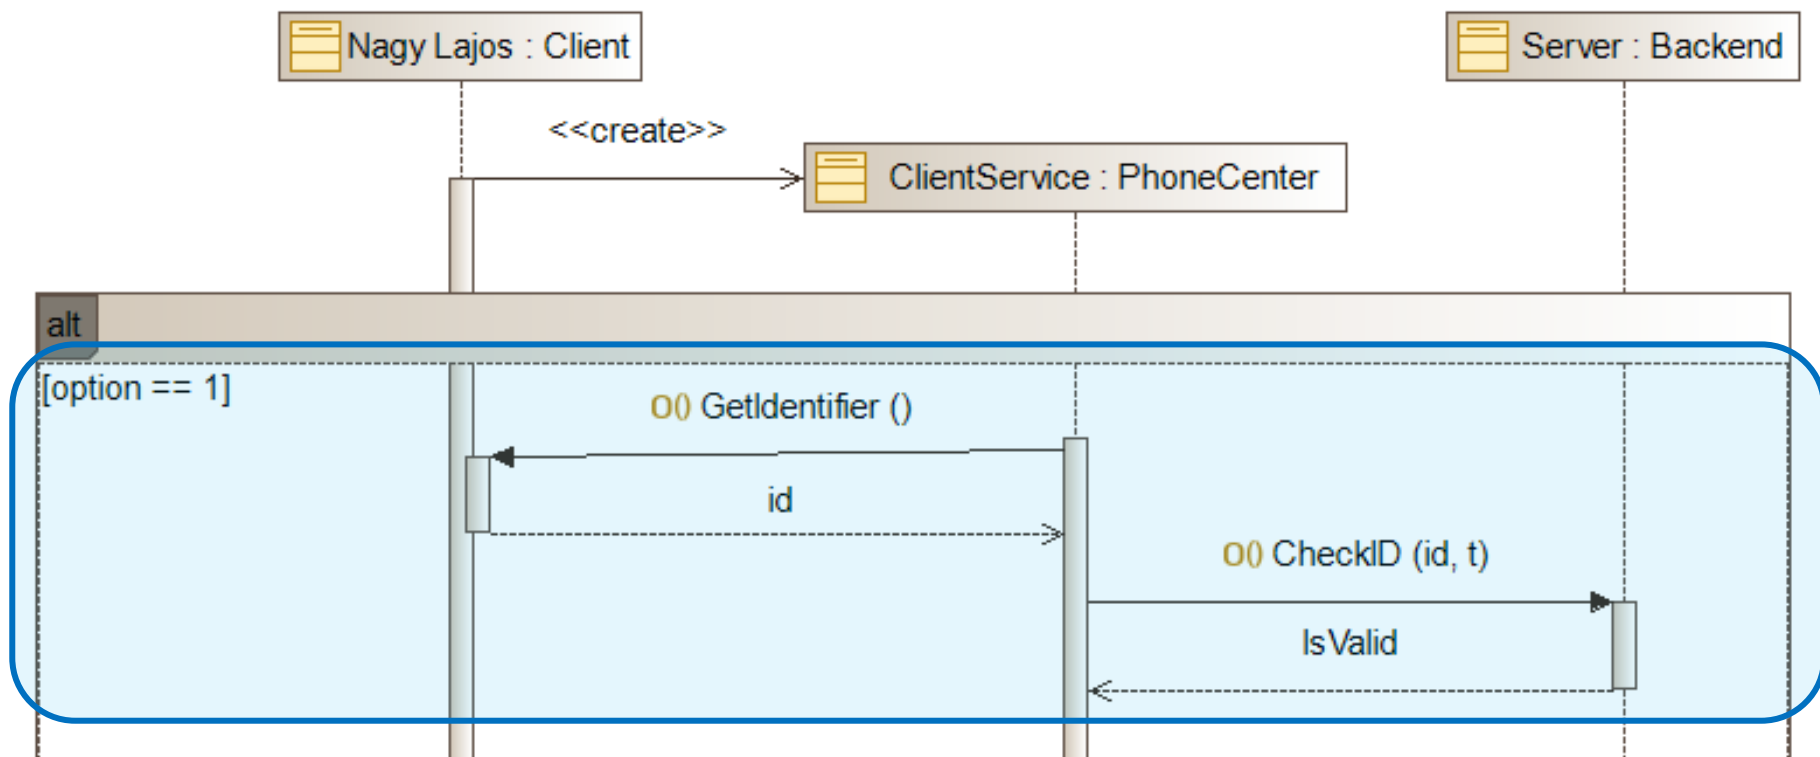 Nagy Lajos : Client
Server : Backend
<<create>>
ClientService : PhoneCenter
alt
[option == 1]
O() GetIdentifier ()
id
O() CheckID (id, t)
IsValid